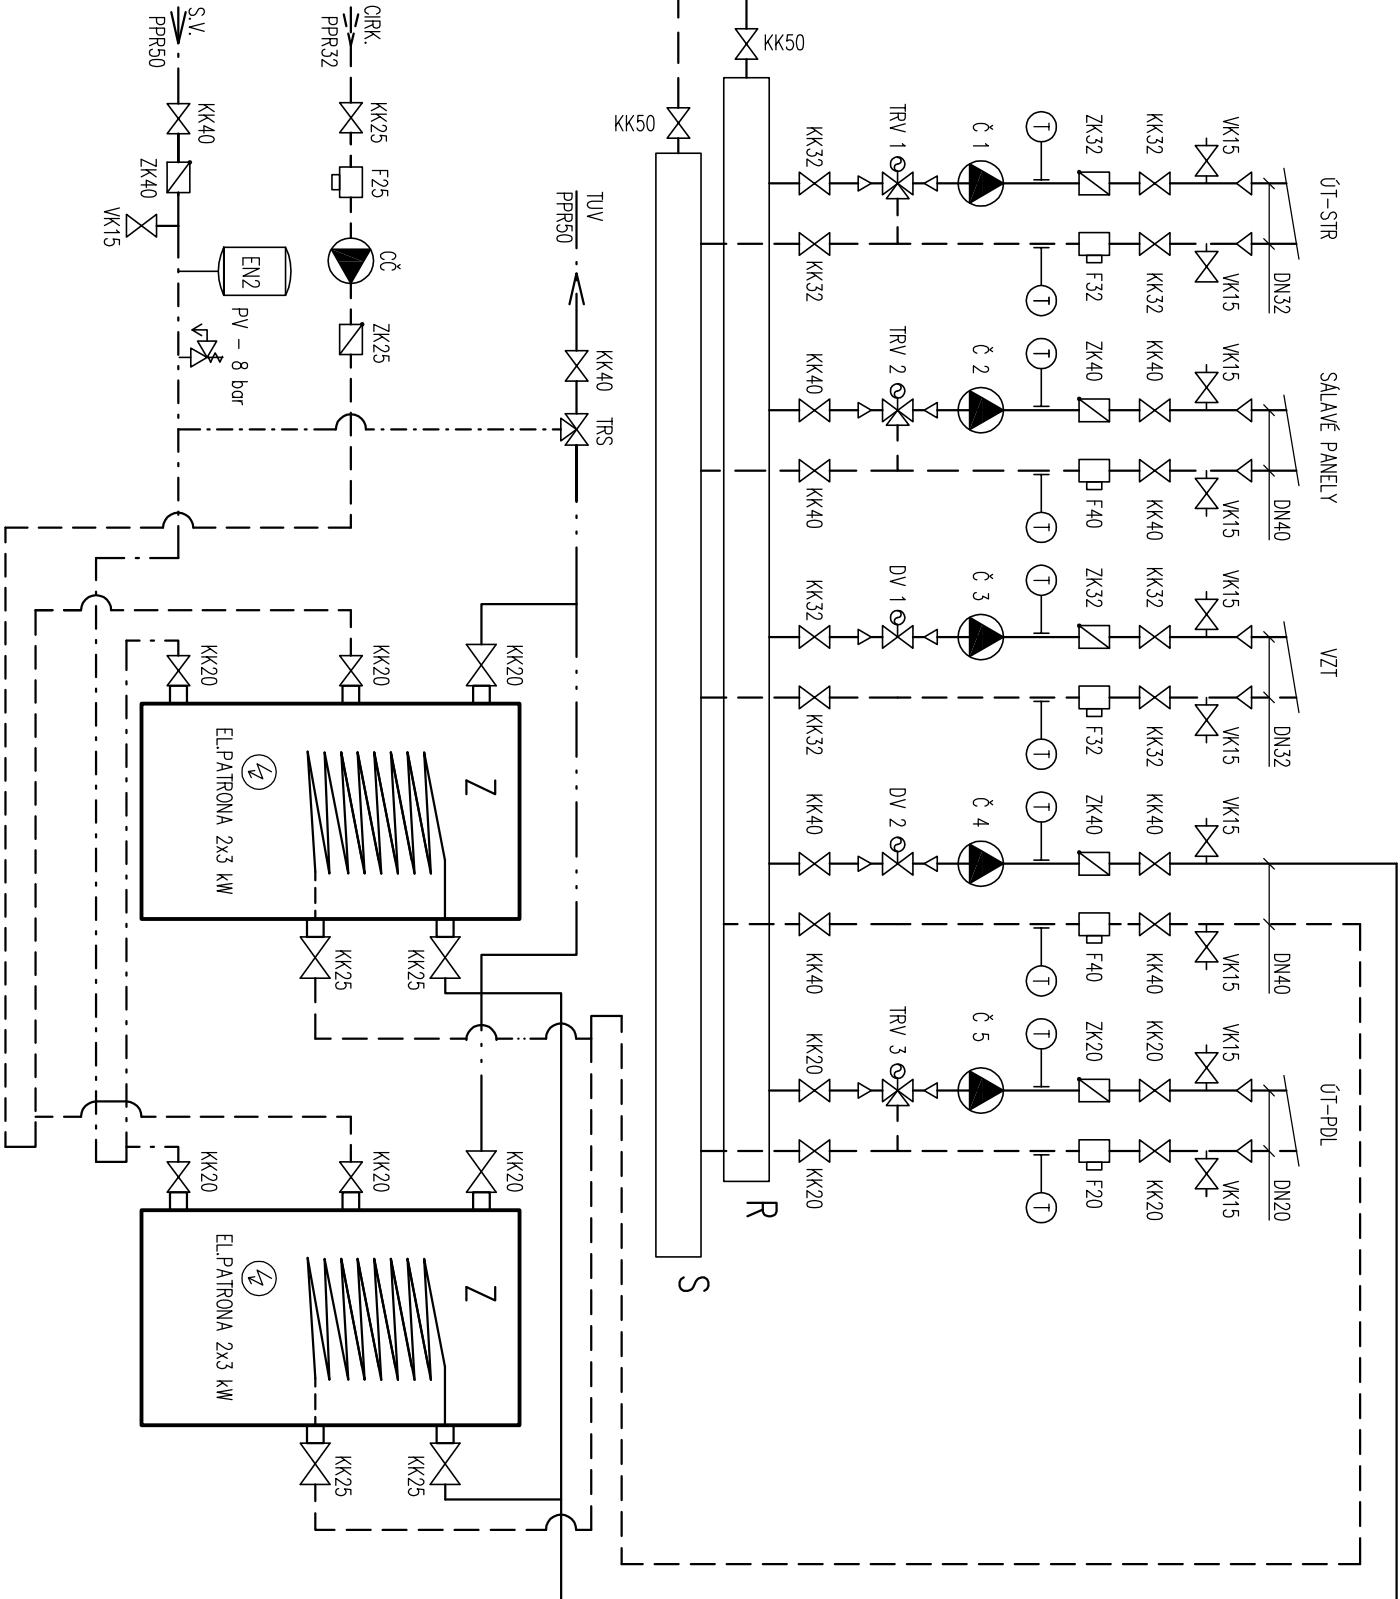 ÚT-STR
SÁLAVÉ PANELY
VZT
ÚT-PDL
DN32
DN40
DN32
DN40
DN20
VK15
VK15
VK15
VK15
VK15
VK15
VK15
VK15
VK15
VK15
KK32
KK32
KK40
KK40
KK32
KK32
KK40
KK40
KK20
KK20
ZK32
F32
ZK40
F40
ZK32
F32
ZK40
F40
ZK20
F20
T
T
T
T
T
T
T
T
T
T
Č 1
Č 2
Č 3
Č 4
Č 5
TRV 1
TRV 2
DV 1
DV 2
TRV 3
KK32
KK32
KK40
KK40
KK32
KK32
KK40
KK40
KK20
KK20
KK50
R
KK50
S
TUV
PPR50
KK40
TRS
KK20
KK20
Z
Z
KK25
KK25
CIRK.
PPR32
KK25
F25
CČ
ZK25
KK20
KK20
KK25
KK25
EN2
PV - 8 bar
EL.PATRONA 2x3 kW
EL.PATRONA 2x3 kW
S.V.
PPR50
KK40
ZK40
VK15
KK20
KK20